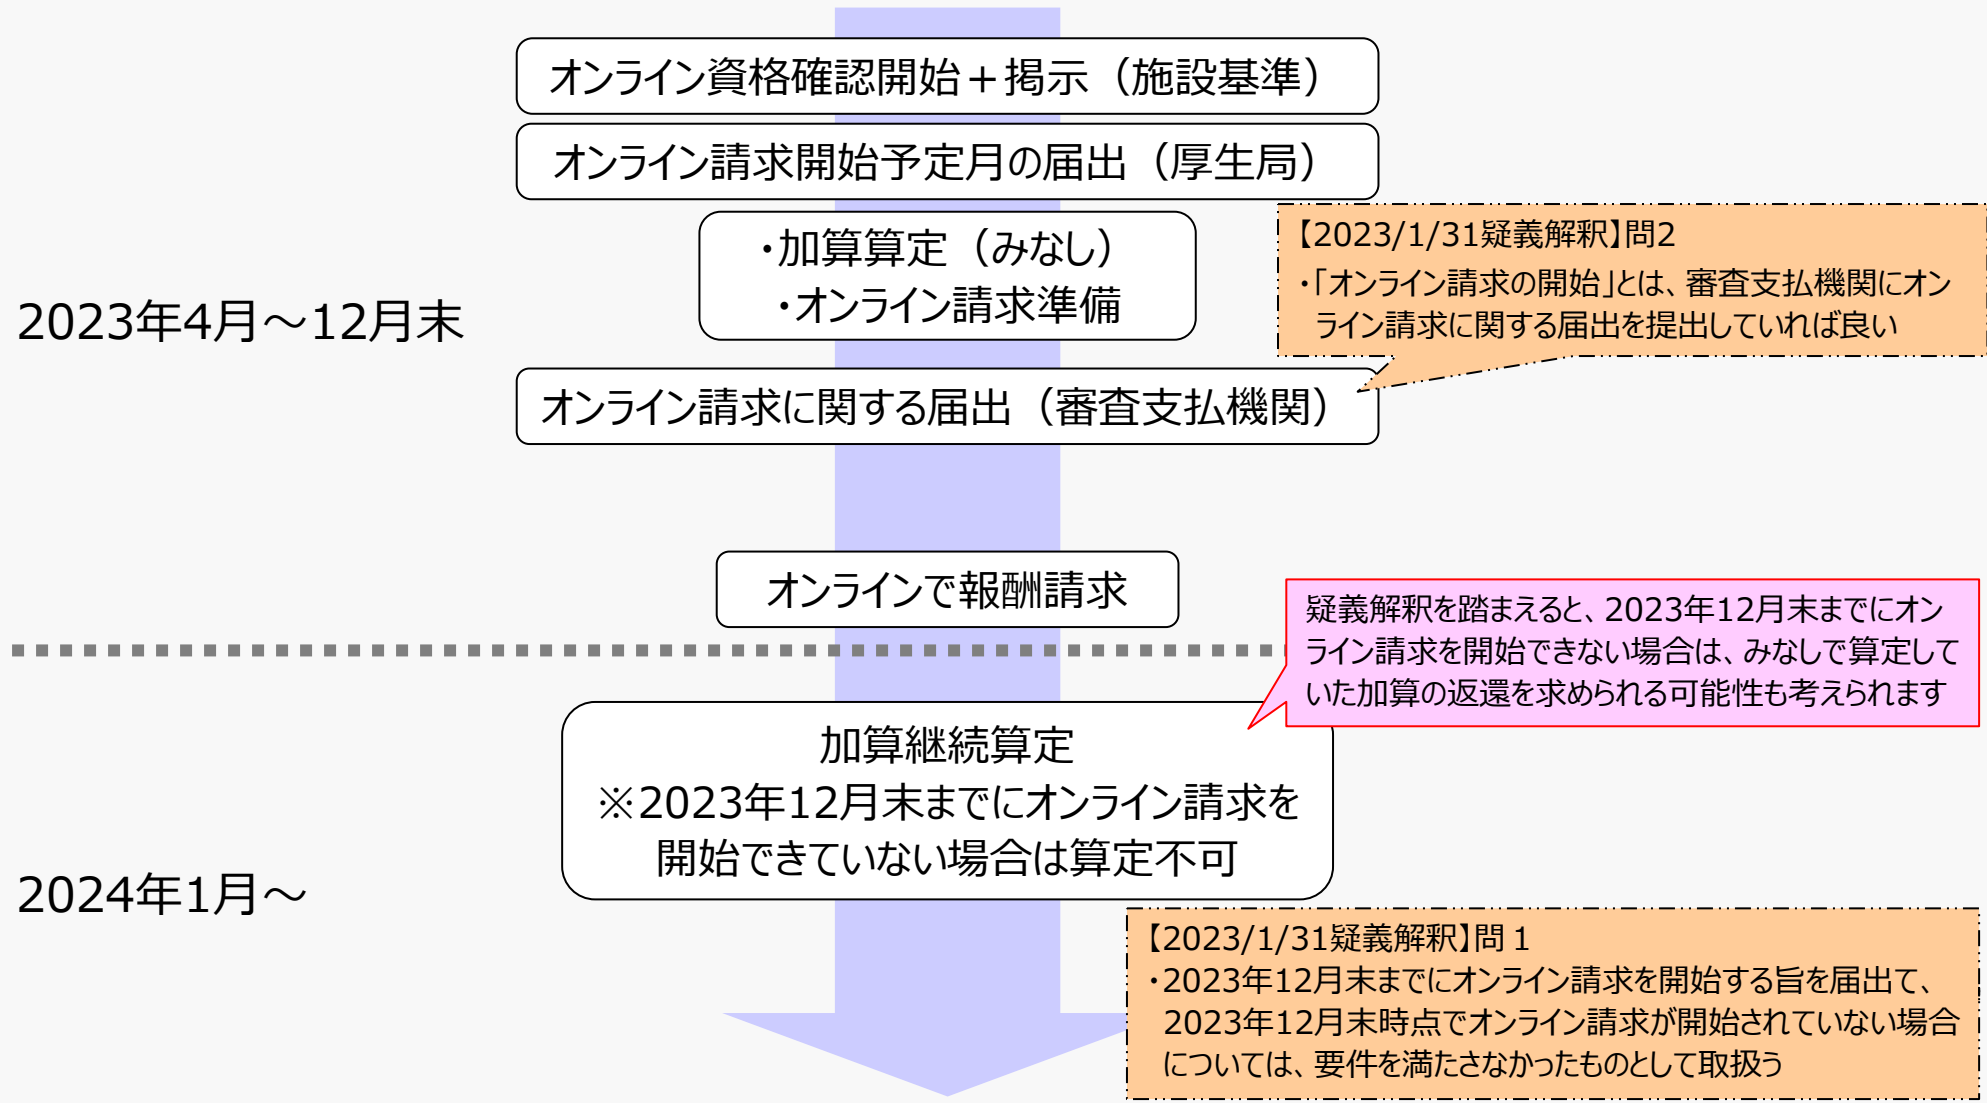 オンライン資格確認開始＋掲示（施設基準）
オンライン請求開始予定月の届出（厚生局）
・加算算定（みなし）
・オンライン請求準備
【2023/1/31疑義解釈】問2
・「オンライン請求の開始」とは、審査支払機関にオン
ライン請求に関する届出を提出していれば良い
2023年4月～12月末
オンライン請求に関する届出（審査支払機関）
オンラインで報酬請求
疑義解釈を踏まえると、2023年12月末までにオン
ライン請求を開始できない場合は、みなしで算定して
いた加算の返還を求められる可能性も考えられます
加算継続算定
※2023年12月末までにオンライン請求を
開始できていない場合は算定不可
2024年1月～
【2023/1/31疑義解釈】問１
・2023年12月末までにオンライン請求を開始する旨を届出て、
2023年12月末時点でオンライン請求が開始されていない場合
については、要件を満たさなかったものとして取扱う